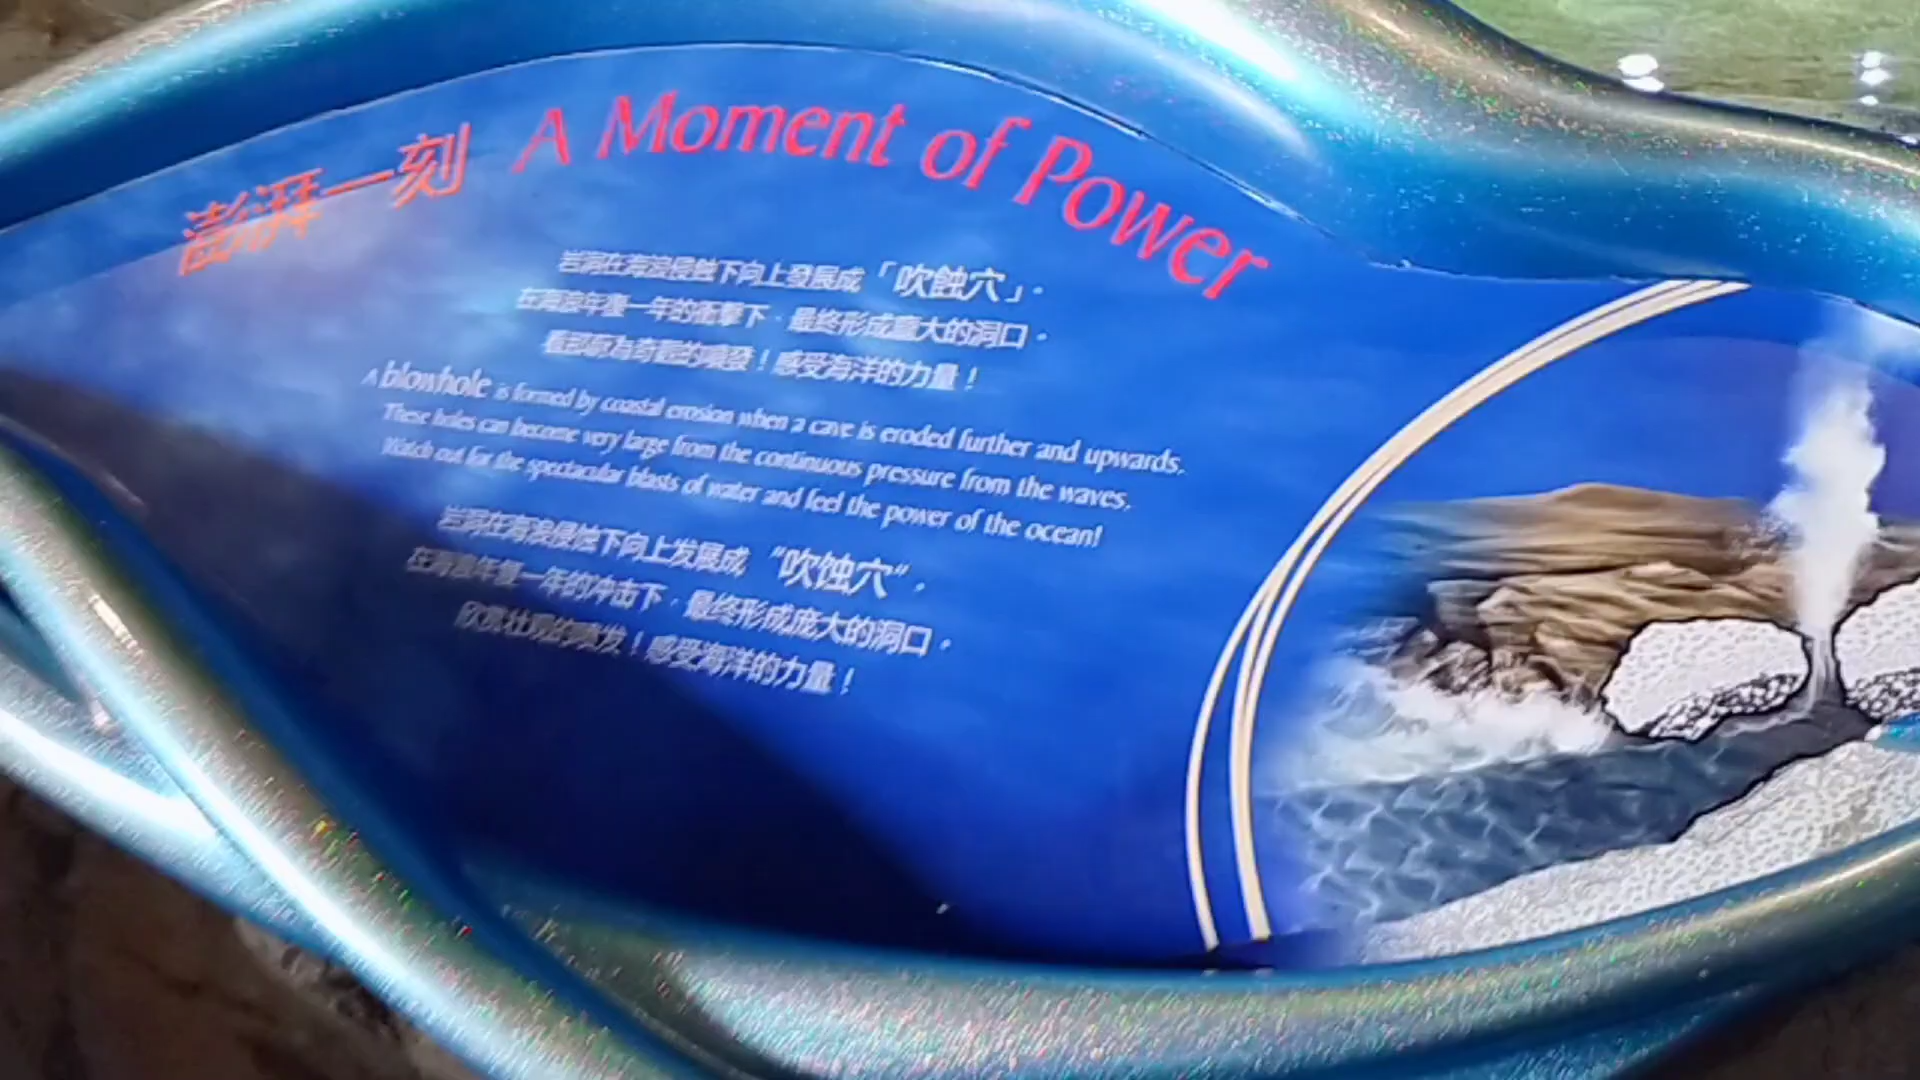 澎湃一刻 A Moment of Power
岩洞在海浪侵蝕下向上發展成「吹蝕穴」。
在海浪年復一年的衝擊下，最終形成龐大的洞口。
奇觀的噴發！感受海洋的力量！
A blowhole is formed by coastal erosion when a cave is eroded further and upwards.
These holes can become very large from the continuous pressure from the waves.
Watch out for the spectacular blasts of water and feel the power of the ocean!
岩洞在海浪侵蚀下向上发展成“吹蚀穴”，
在海浪年复一年的冲击下，最终形成庞大的洞口。
欣赏壮观的喷发！感受海洋的力量！